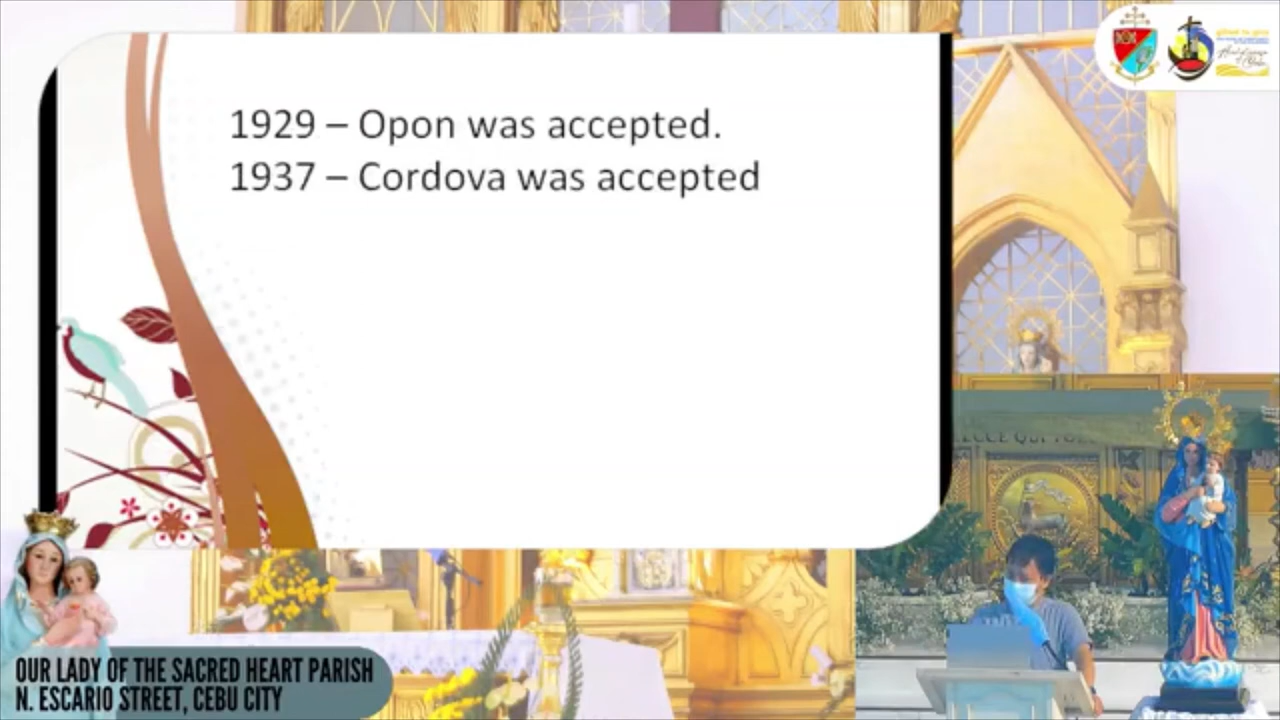 1929 – Opon was accepted.
1937 – Cordova was accepted
OUR LADY OF THE SACRED HEART PARISH
N. ESCARIO STREET, CEBU CITY